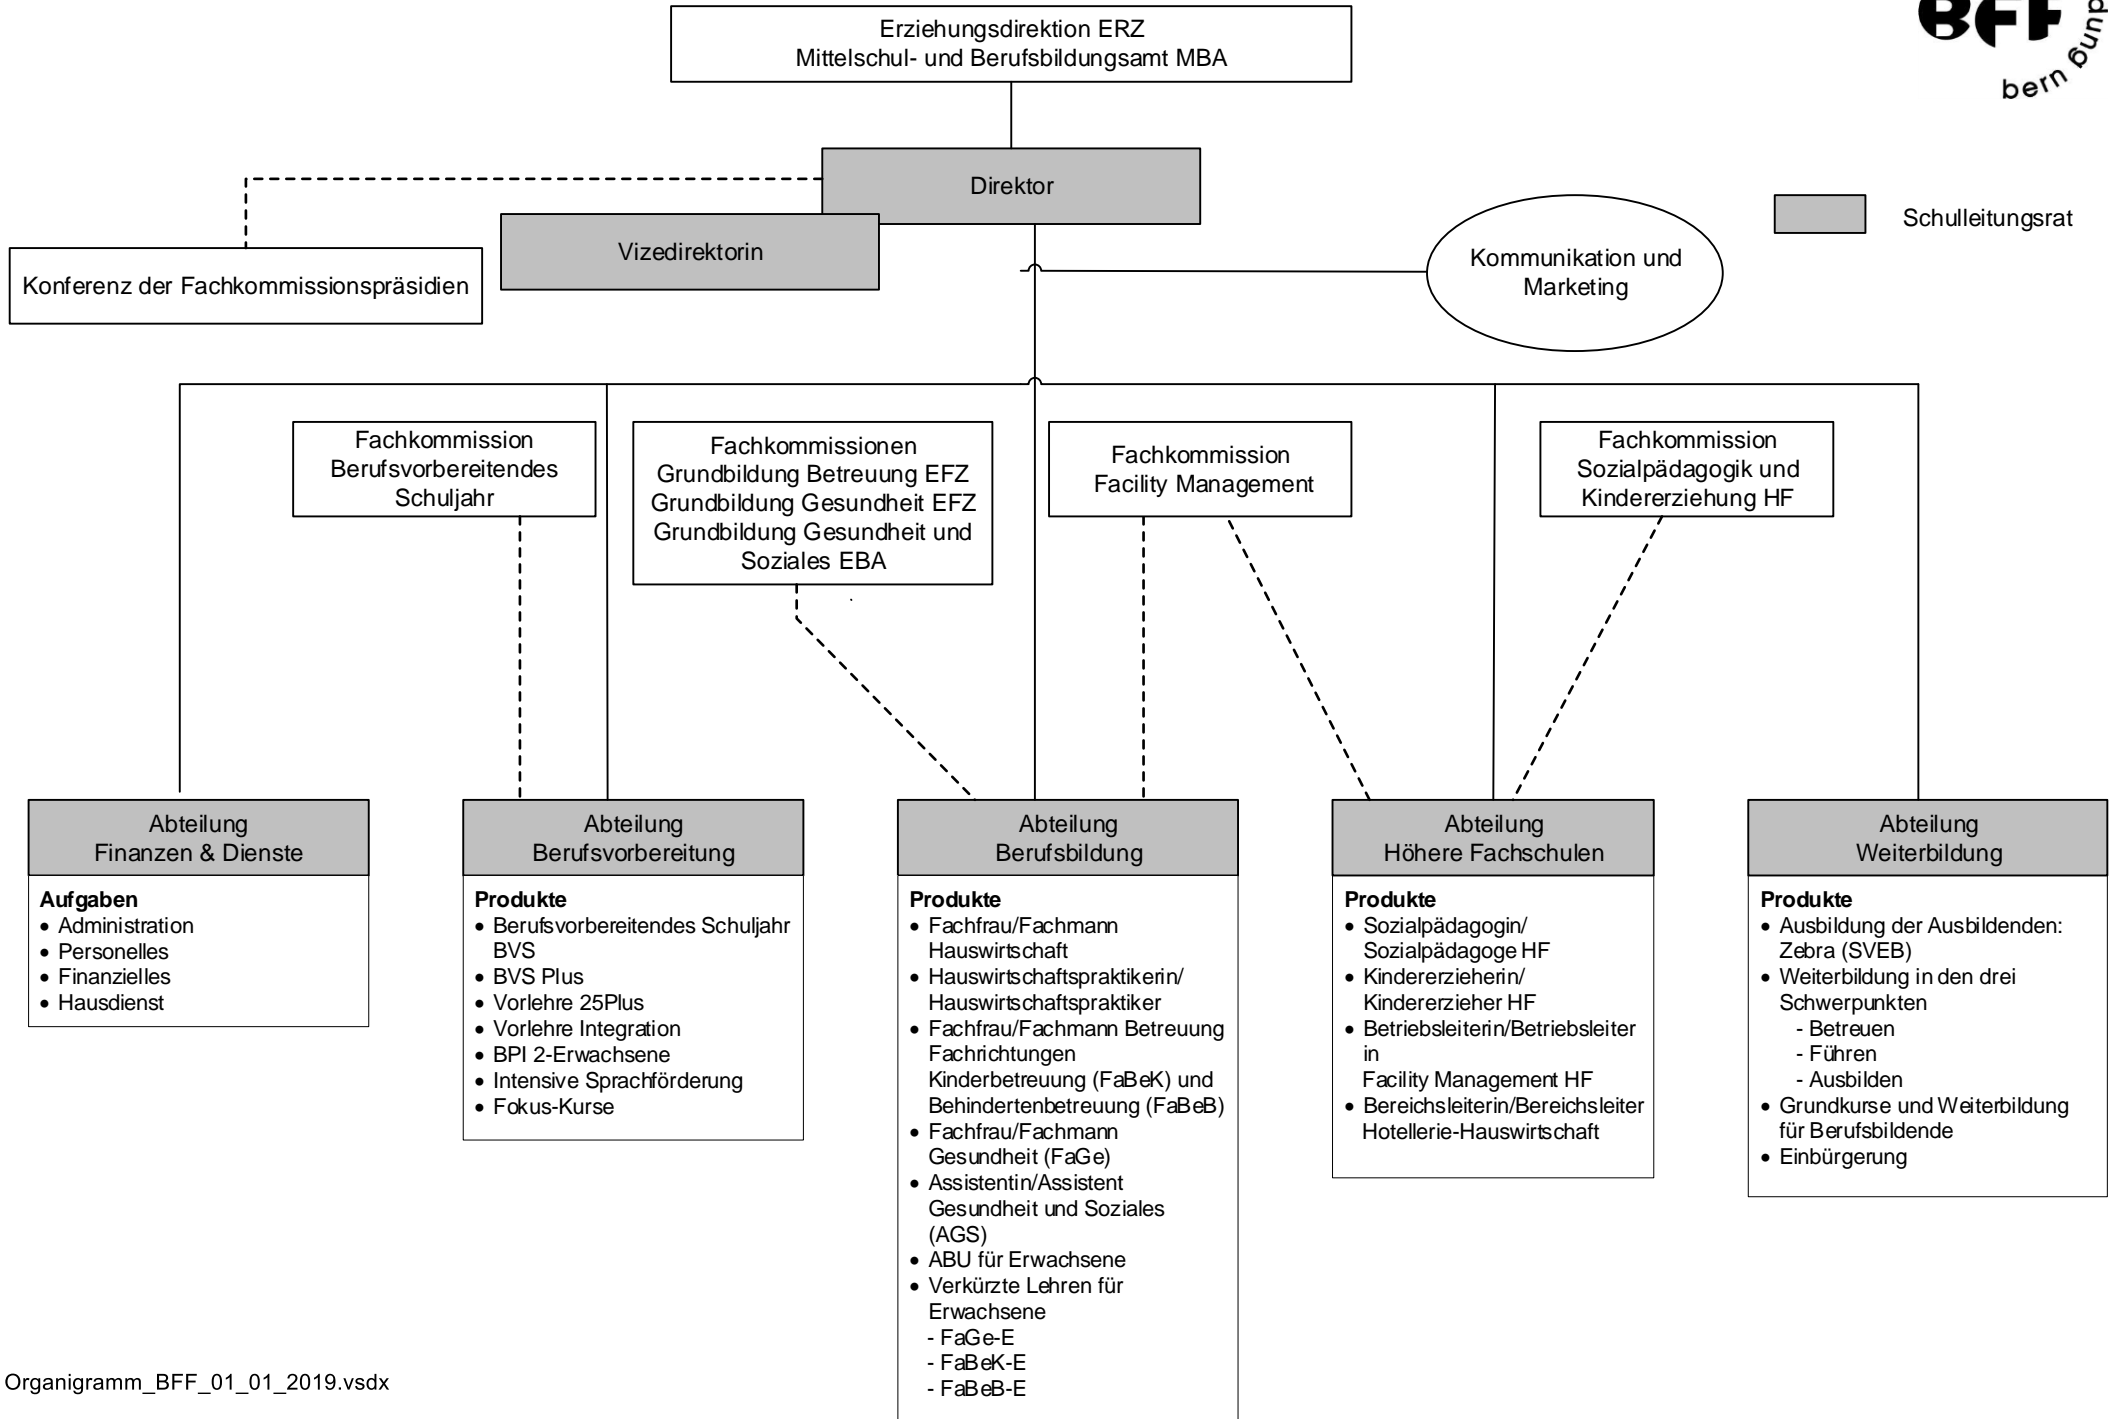 Erziehungsdirektion ERZ
Mittelschul- und Berufsbildungsamt MBA
BFF
bern
Direktor
Vizedirektorin
Konferenz der Fachkommissionspräsidien
Kommunikation und
Marketing
Schulleitungsrat
Fachkommission
Berufsvorbereitendes
Schuljahr
Fachkommissionen
Grundbildung Betreuung EFZ
Grundbildung Gesundheit EFZ
Grundbildung Gesundheit und
Soziales EBA
Fachkommission
Facility Management
Fachkommission
Sozialpädagogik und
Kindererziehung HF
Abteilung
Finanzen & Dienste
Aufgaben
• Administration
• Personelles
• Finanzielles
• Hausdienst
Abteilung
Berufsvorbereitung
Produkte
• Berufsvorbereitendes Schuljahr
BVS
• BVS Plus
• Vorlehre 25Plus
• Vorlehre Integration
• BPI 2-Erwachsene
• Intensive Sprachförderung
• Fokus-Kurse
Abteilung
Berufsbildung
Produkte
• Fachfrau/Fachmann
Hauswirtschaft
• Hauswirtschaftspraktikerin/
Hauswirtschaftspraktiker
• Fachfrau/Fachmann Betreuung
Fachrichtungen
Kinderbetreuung (FaBeK) und
Behindertenbetreuung (FaBeB)
• Fachfrau/Fachmann
Gesundheit (FaGe)
• Assistentin/Assistent
Gesundheit und Soziales
(AGS)
• ABU für Erwachsene
• Verkürzte Lehren für
Erwachsene
- FaGe-E
- FaBeK-E
- FaBeB-E
Abteilung
Höhere Fachschulen
Produkte
• Sozialpädagogin/
Sozialpädagoge HF
• Kindererzieherin/
Kindererzieher HF
• Betriebsleiterin/Betriebsleiter
in
Facility Management HF
• Bereichsleiterin/Bereichsleiter
Hotellerie-Hauswirtschaft
Abteilung
Weiterbildung
Produkte
• Ausbildung der Ausbildenden:
Zebra (SVEB)
• Weiterbildung in den drei
Schwerpunkten
- Betreuen
- Führen
- Ausbilden
• Grundkurse und Weiterbildung
für Berufsbildende
• Einbürgerung
Organigramm_BFF_01_01_2019.vsdx